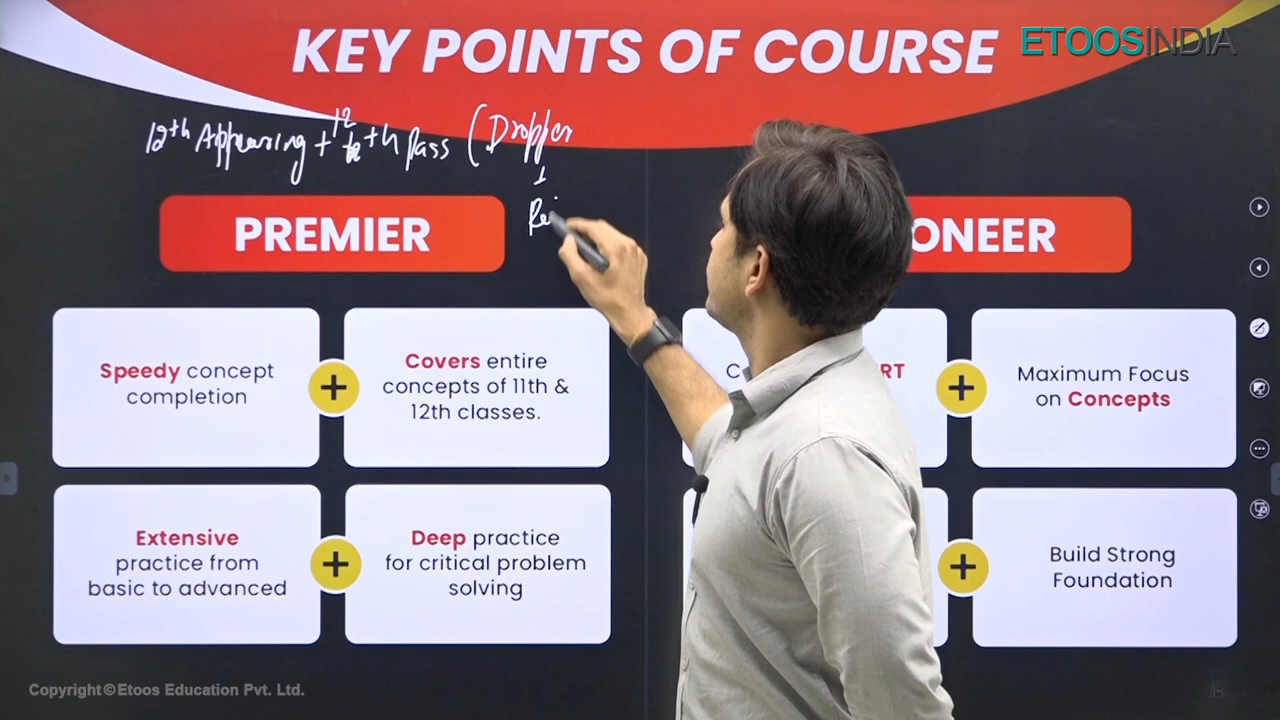 KEY POINTS OF COURSE
ETOOSINDIA
12th Appearing + 12th Pass (Dropper
Rei
PREMIER
ONEER
Speedy concept
completion
+
Covers entire
concepts of 11th &
12th classes.
C
RT
+
Maximum Focus
on Concepts
Extensive
practice from
basic to advanced
+
Deep practice
for critical problem
solving
+
Build Strong
Foundation
Copyright © Etoos Education Pvt. Ltd.